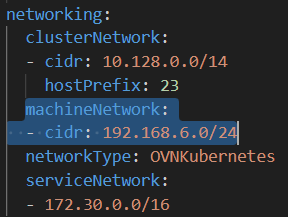 networking:
  clusterNetwork:
  - cidr: 10.128.0.0/14
    hostPrefix: 23
  machineNetwork:
  - cidr: 192.168.6.0/24
  networkType: OVNKubernetes
  serviceNetwork:
  - 172.30.0.0/16